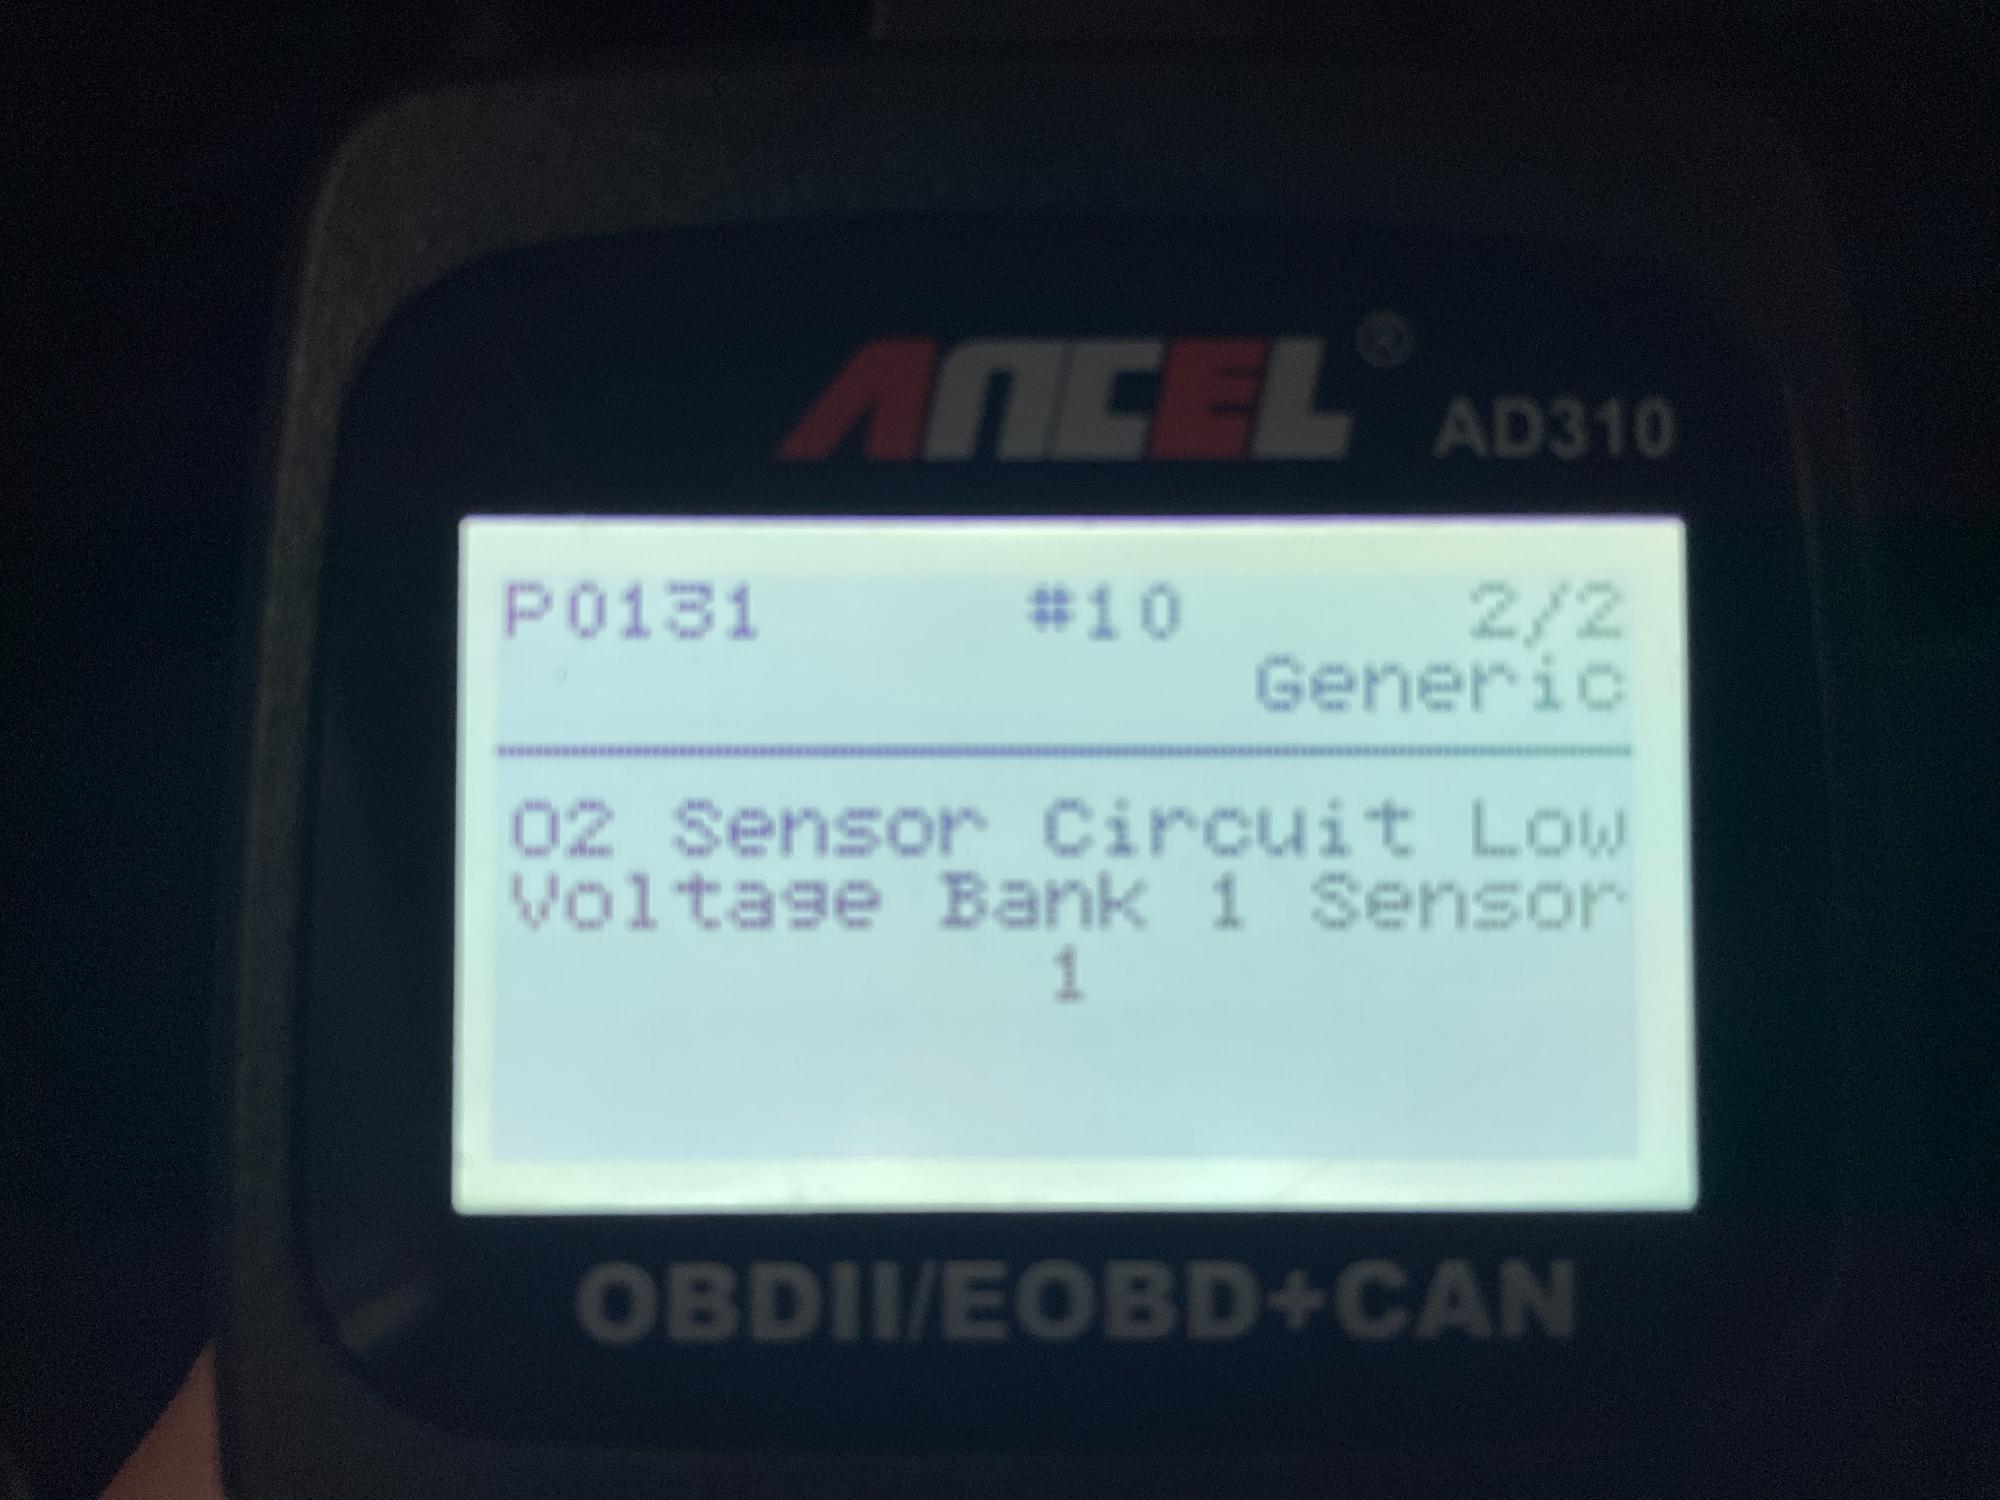 ANCEL® AD310
P0131 #10 2/2
Generic
O2 Sensor Circuit Low
Voltage Bank 1 Sensor
1
OBDII/EOBD+CAN